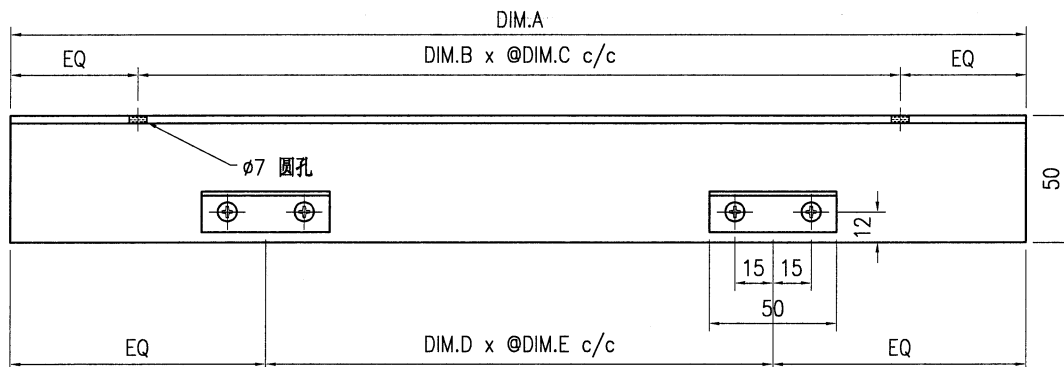 DIM.A
EQ
DIM.B x @DIM.C c/c
EQ
ø7 圆孔
50
12
15
15
50
EQ
DIM.D x @DIM.E c/c
EQ